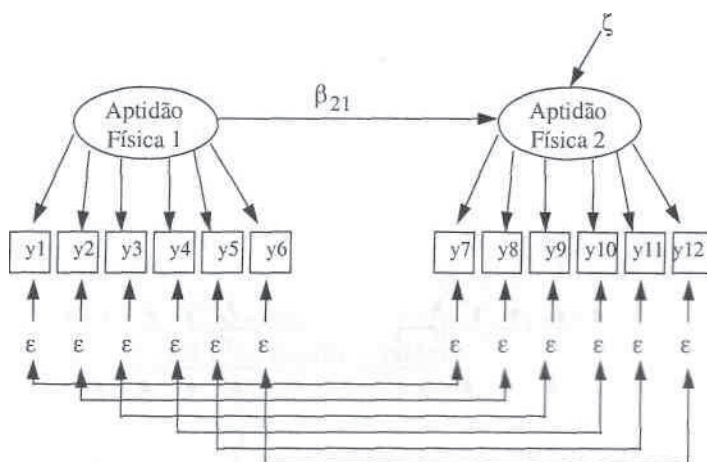 ζ
β21
Aptidão
Física 1
Aptidão
Física 2
y1 y2 y3 y4 y5 y6 y7 y8 y9 y10 y11 y12
ε ε ε ε ε ε ε ε ε ε ε ε